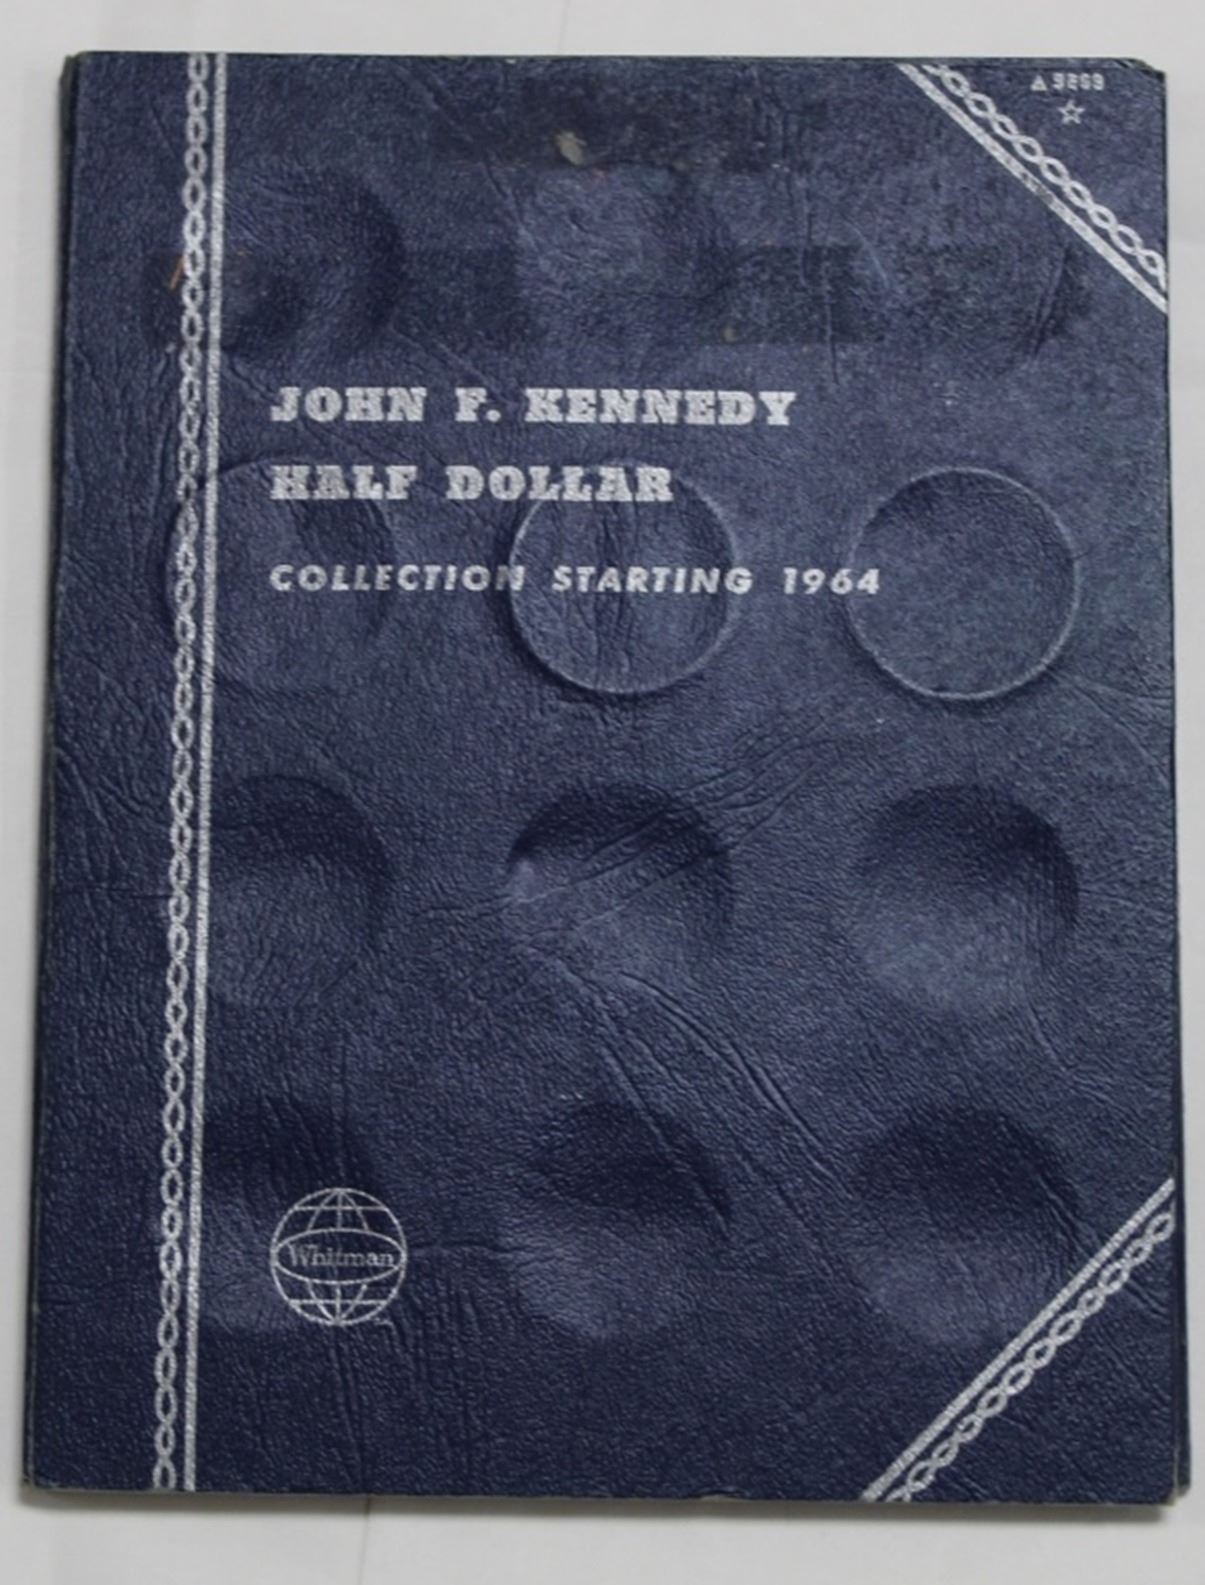 JOHN F. KENNEDY
HALF DOLLAR
COLLECTION STARTING 1964
Whitman